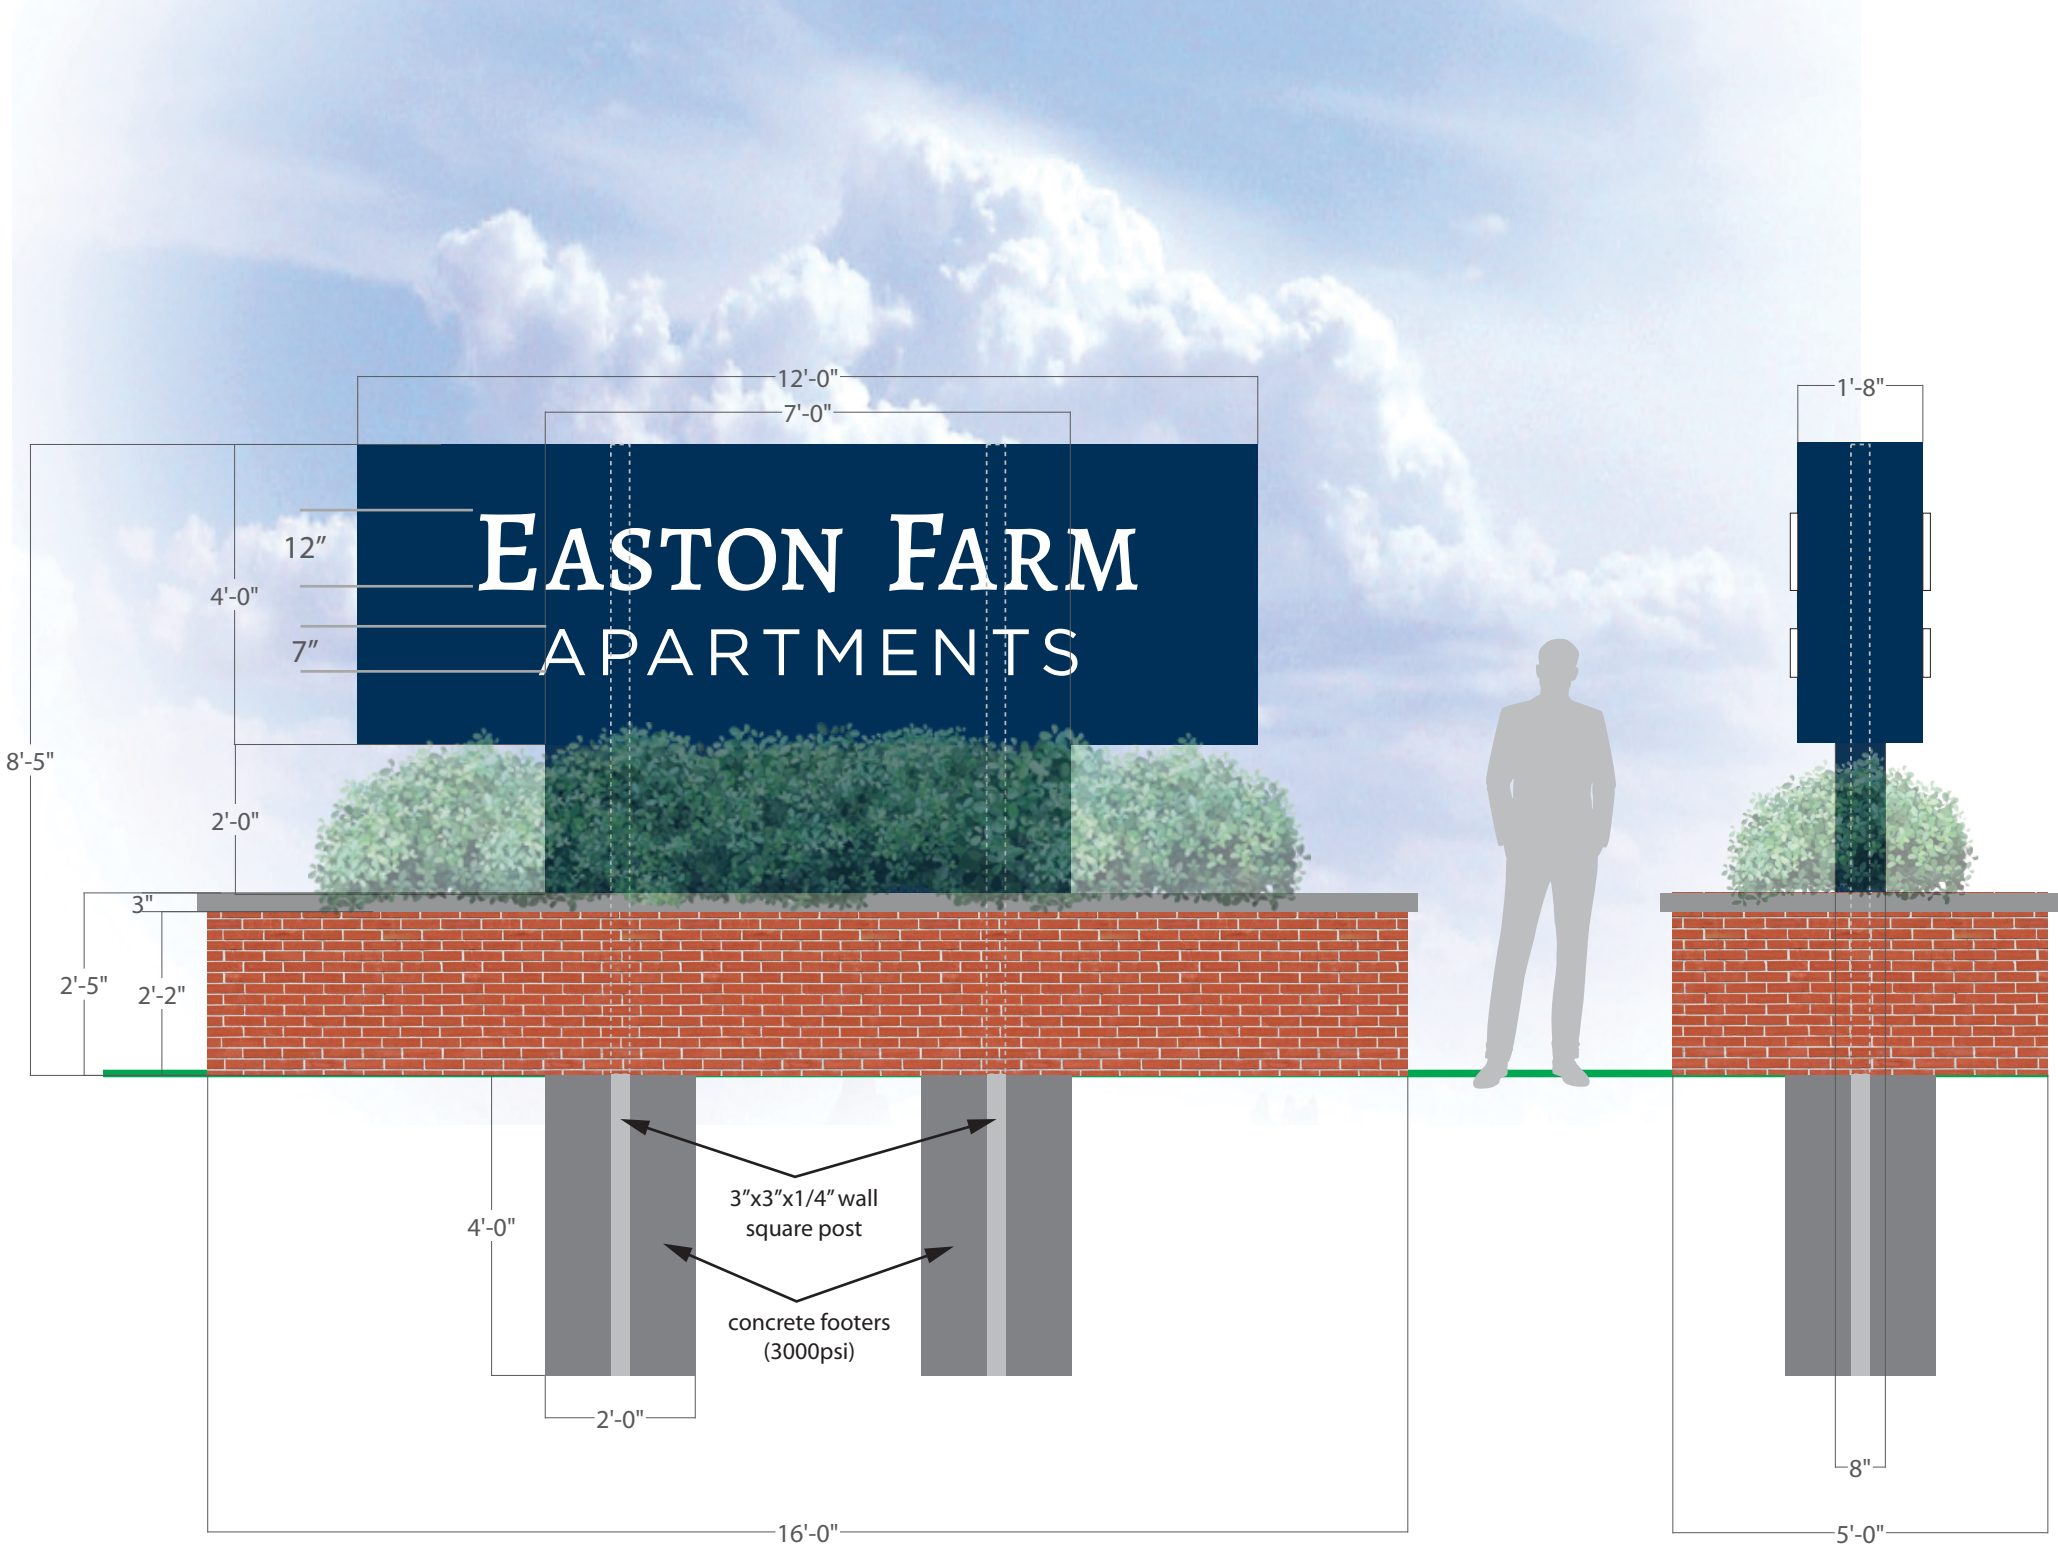 12'-0"
7'-0"
1'-8"
EASTON FARM
12”
4'-0"
APARTMENTS
7”
8'-5"
2'-0"
3"
2'-5"
2'-2"
3”x3”x1/4” wall
square post
4'-0"
concrete footers
(3000psi)
2'-0"
8"
16'-0"
5'-0"